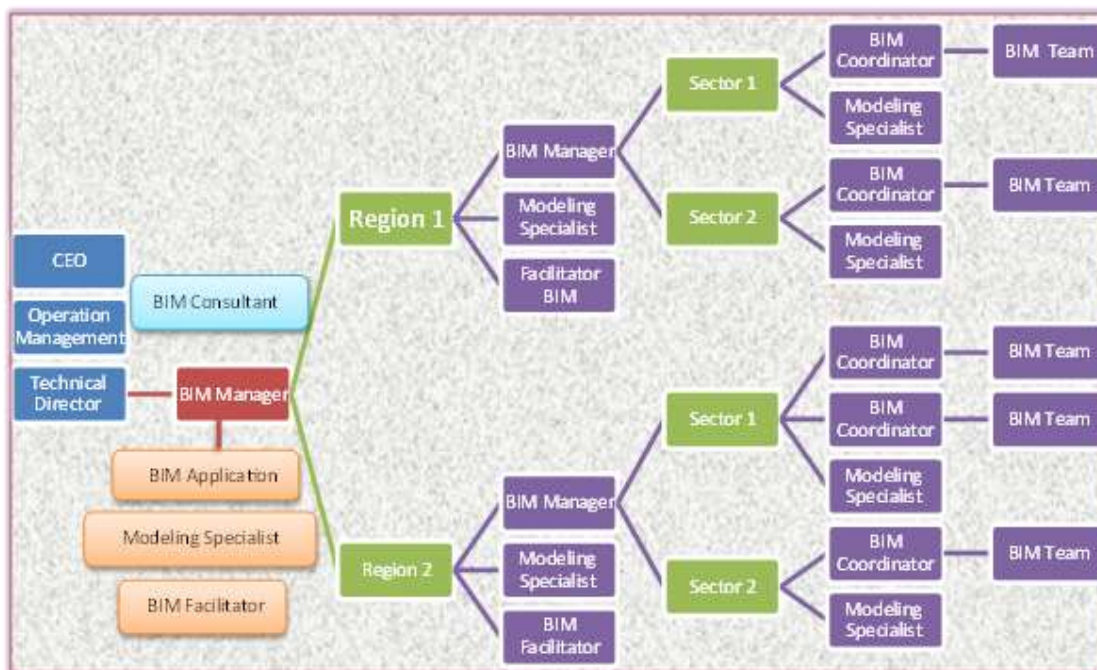 CEO
Operation
Management
Technical
Director
BIM Consultant
BIM Manager
BIM Application
Modeling Specialist
BIM Facilitator
Region 1
BIM Manager
Modeling
Specialist
Facilitator
BIM
Sector 1
BIM
Coordinator
BIM Team
Modeling
Specialist
Sector 2
BIM
Coordinator
BIM Team
Modeling
Specialist
Region 2
BIM Manager
Modeling
Specialist
BIM
Facilitator
Sector 1
BIM
Coordinator
BIM Team
BIM
Coordinator
BIM Team
Modeling
Specialist
Sector 2
BIM
Coordinator
BIM Team
Modeling
Specialist